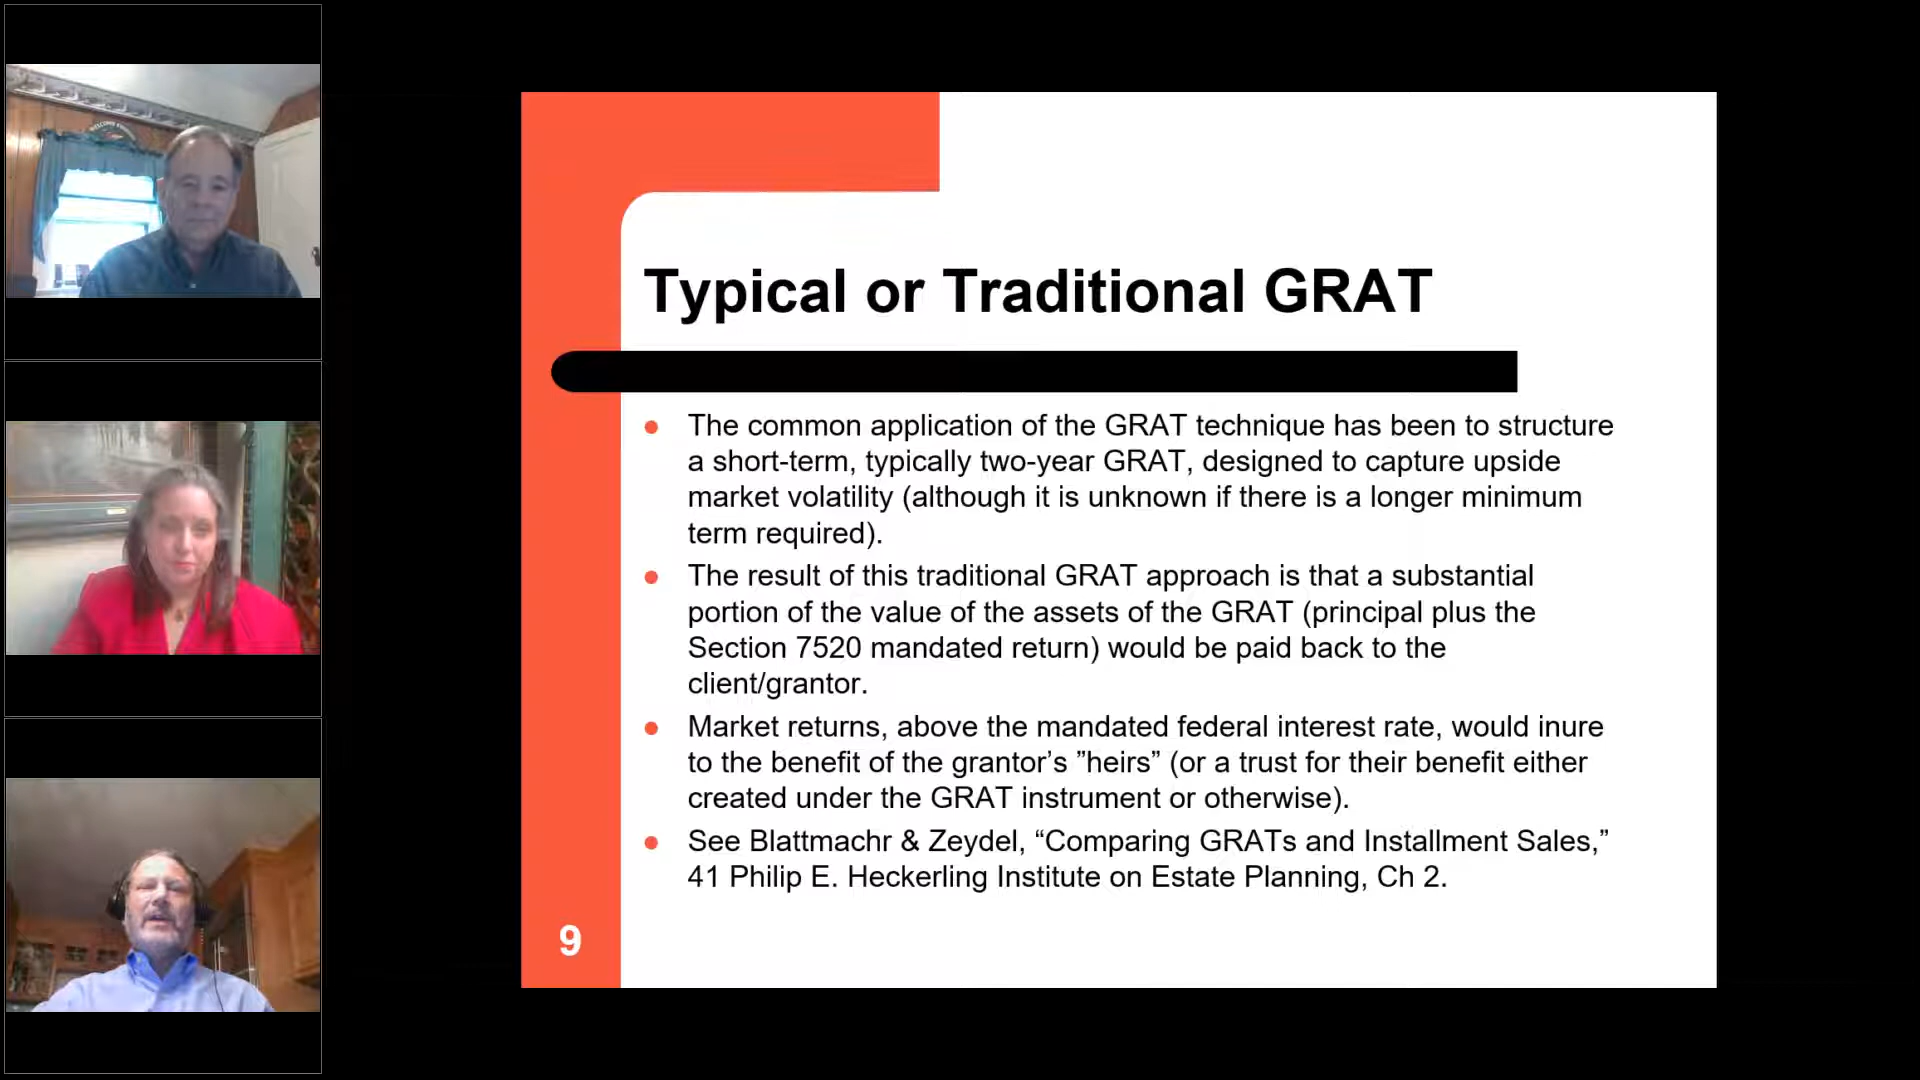 Typical or Traditional GRAT
The common application of the GRAT technique has been to structure
a short-term, typically two-year GRAT, designed to capture upside
market volatility (although it is unknown if there is a longer minimum
term required).
The result of this traditional GRAT approach is that a substantial
portion of the value of the assets of the GRAT (principal plus the
Section 7520 mandated return) would be paid back to the
client/grantor.
Market returns, above the mandated federal interest rate, would inure
to the benefit of the grantor’s ”heirs” (or a trust for their benefit either
created under the GRAT instrument or otherwise).
See Blattmachr & Zeydel, “Comparing GRATs and Installment Sales,”
41 Philip E. Heckerling Institute on Estate Planning, Ch 2.
9